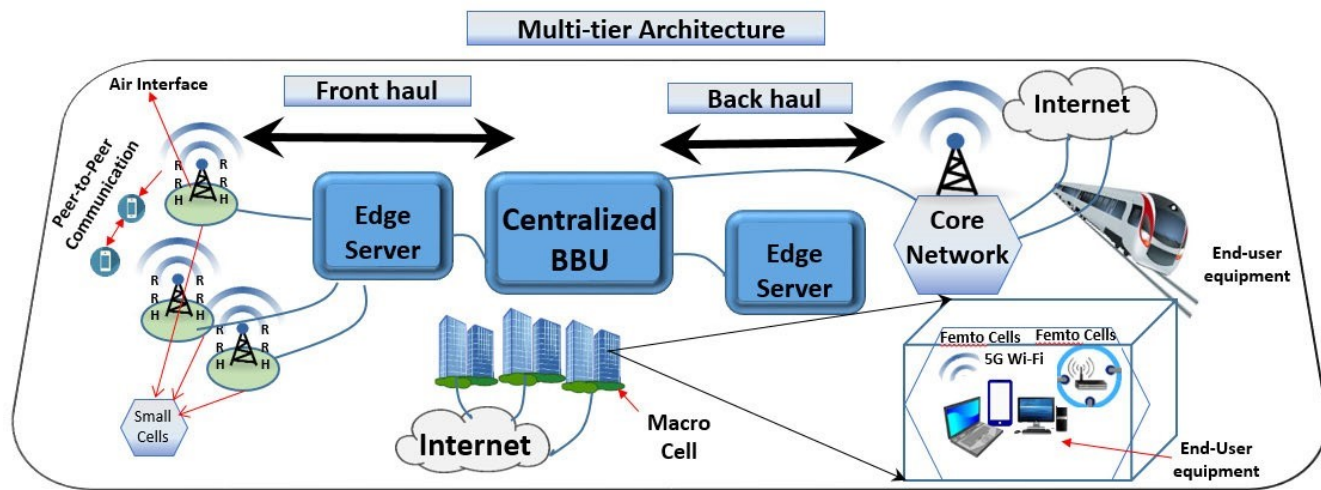 Multi-tier Architecture
Air Interface
Front haul
Back haul
Internet
Peer-to-Peer
Communication
R
R
H
R
R
H
Edge
Server
Centralized
BBU
Edge
Server
Core
Network
End-user
equipment
R
R
H
R
R
H
R
R
H
R
R
H
Small
Cells
Internet
Macro
Cell
Femto Cells
Femto Cells
5G Wi-Fi
End-User
equipment